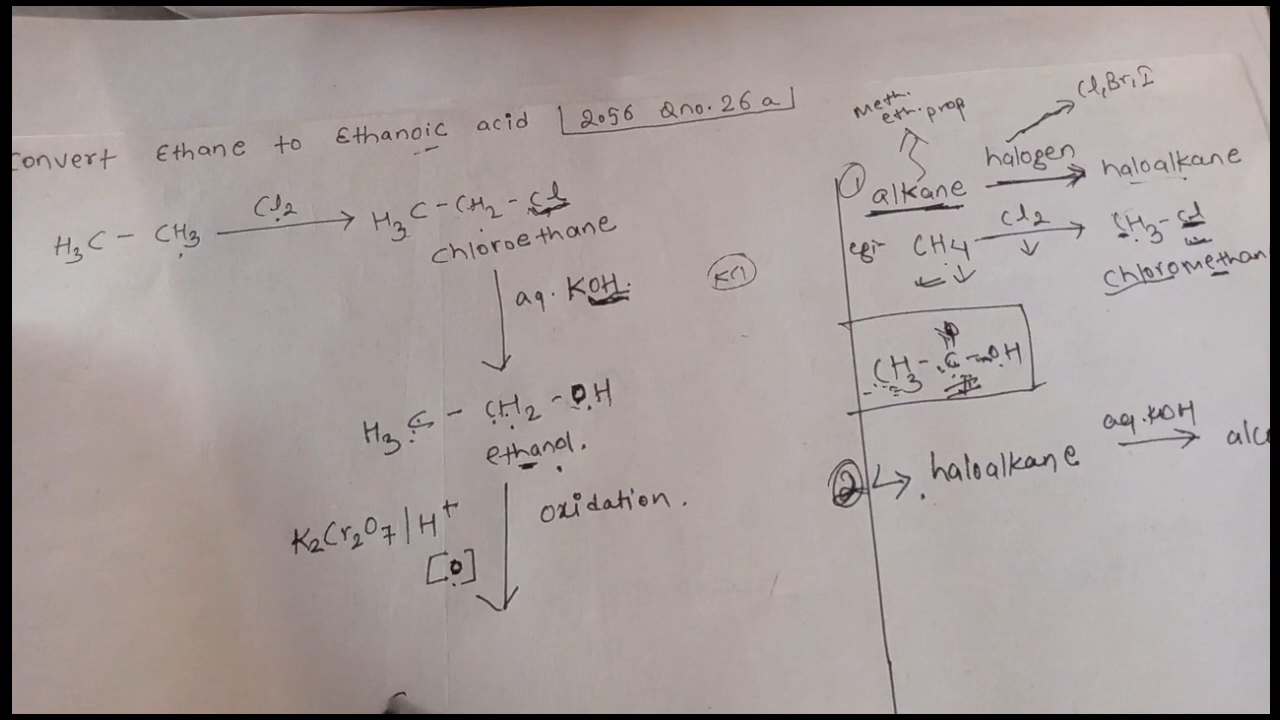 Convert Ethane to Ethanoic acid 2056 Qno. 26 a
H3C - CH3 Cl2 → H3C - CH2 - Cl
chloroethane
aq. KOH.
KCl
H3C - CH2 - OH
ethanol.
K2Cr2O7 | H+
[O]
oxidation.
Meth.
eth. prop
Cl, Br, I
① alkane halogen → haloalkane
eg:- CH4 Cl2 → CH3 - Cl
chloromethan
CH3 - C - OH
O
② ↳ haloalkane aq. KOH → alc